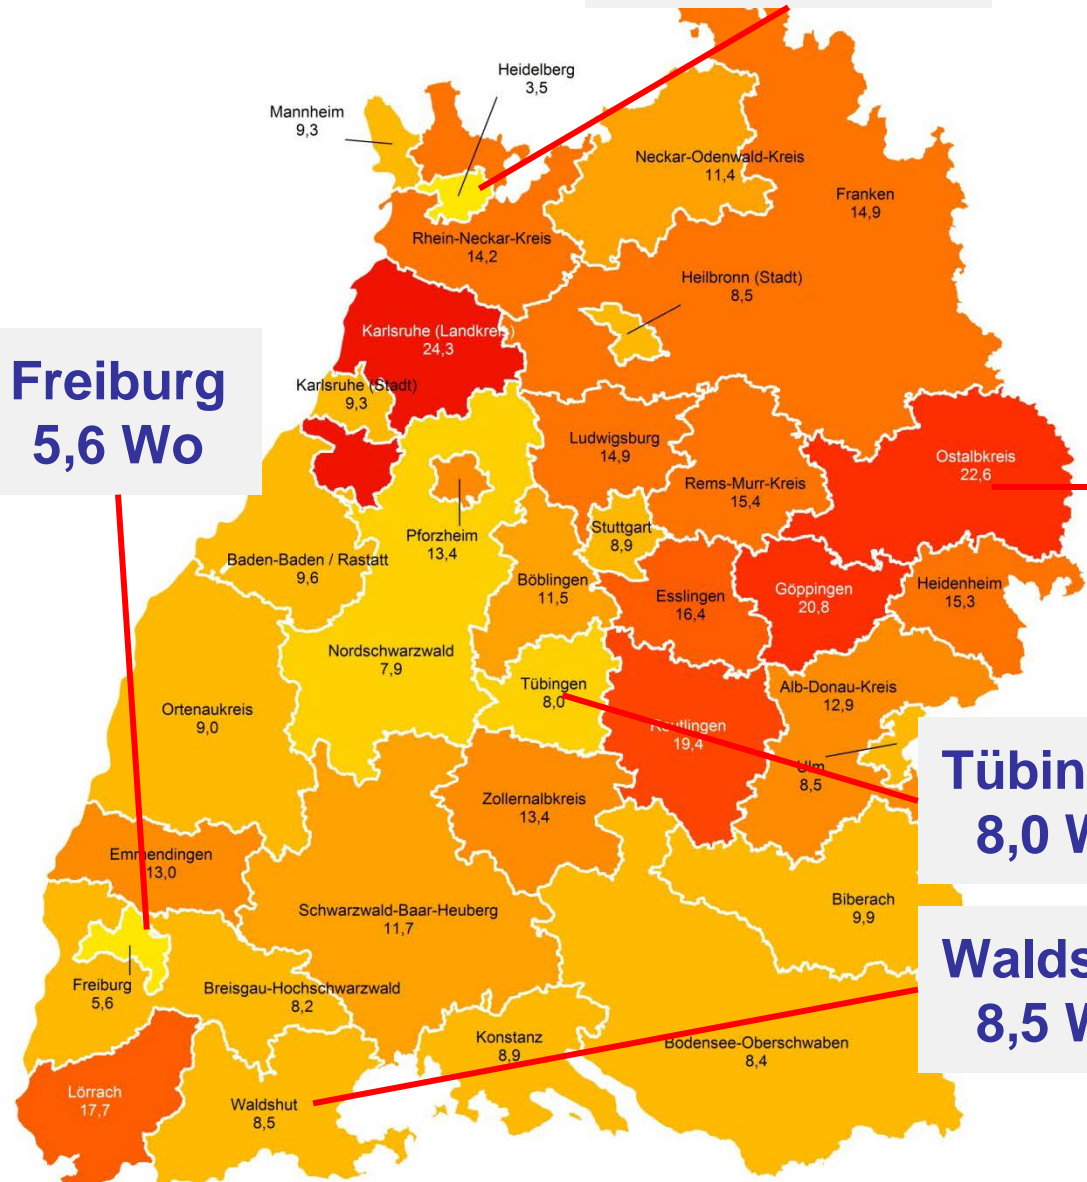 Heidelberg
3,5
Mannheim
9,3
Neckar-Odenwald-Kreis
11,4
Franken
14,9
Rhein-Neckar-Kreis
14,2
Heilbronn (Stadt)
8,5
Karlsruhe (Landkreis)
24,3
Freiburg
5,6 Wo
Karlsruhe (Stadt)
9,3
Ludwigsburg
14,9
Ostalbkreis
22,6
Rems-Murr-Kreis
15,4
Stuttgart
8,9
Pforzheim
13,4
Baden-Baden / Rastatt
9,6
Böblingen
11,5
Esslingen
16,4
Göppingen
20,8
Heidenheim
15,3
Nordschwarzwald
7,9
Tübingen
8,0
Alb-Donau-Kreis
12,9
Ortenaukreis
9,0
Reutlingen
19,4
Ulm
8,5
Tübin
8,0 W
Zollernalbkreis
13,4
Emmendingen
13,0
Biberach
9,9
Schwarzwald-Baar-Heuberg
11,7
Walds
8,5 W
Freiburg
5,6
Breisgau-Hochschwarzwald
8,2
Konstanz
8,9
Bodensee-Oberschwaben
8,4
Lörrach
17,7
Waldshut
8,5